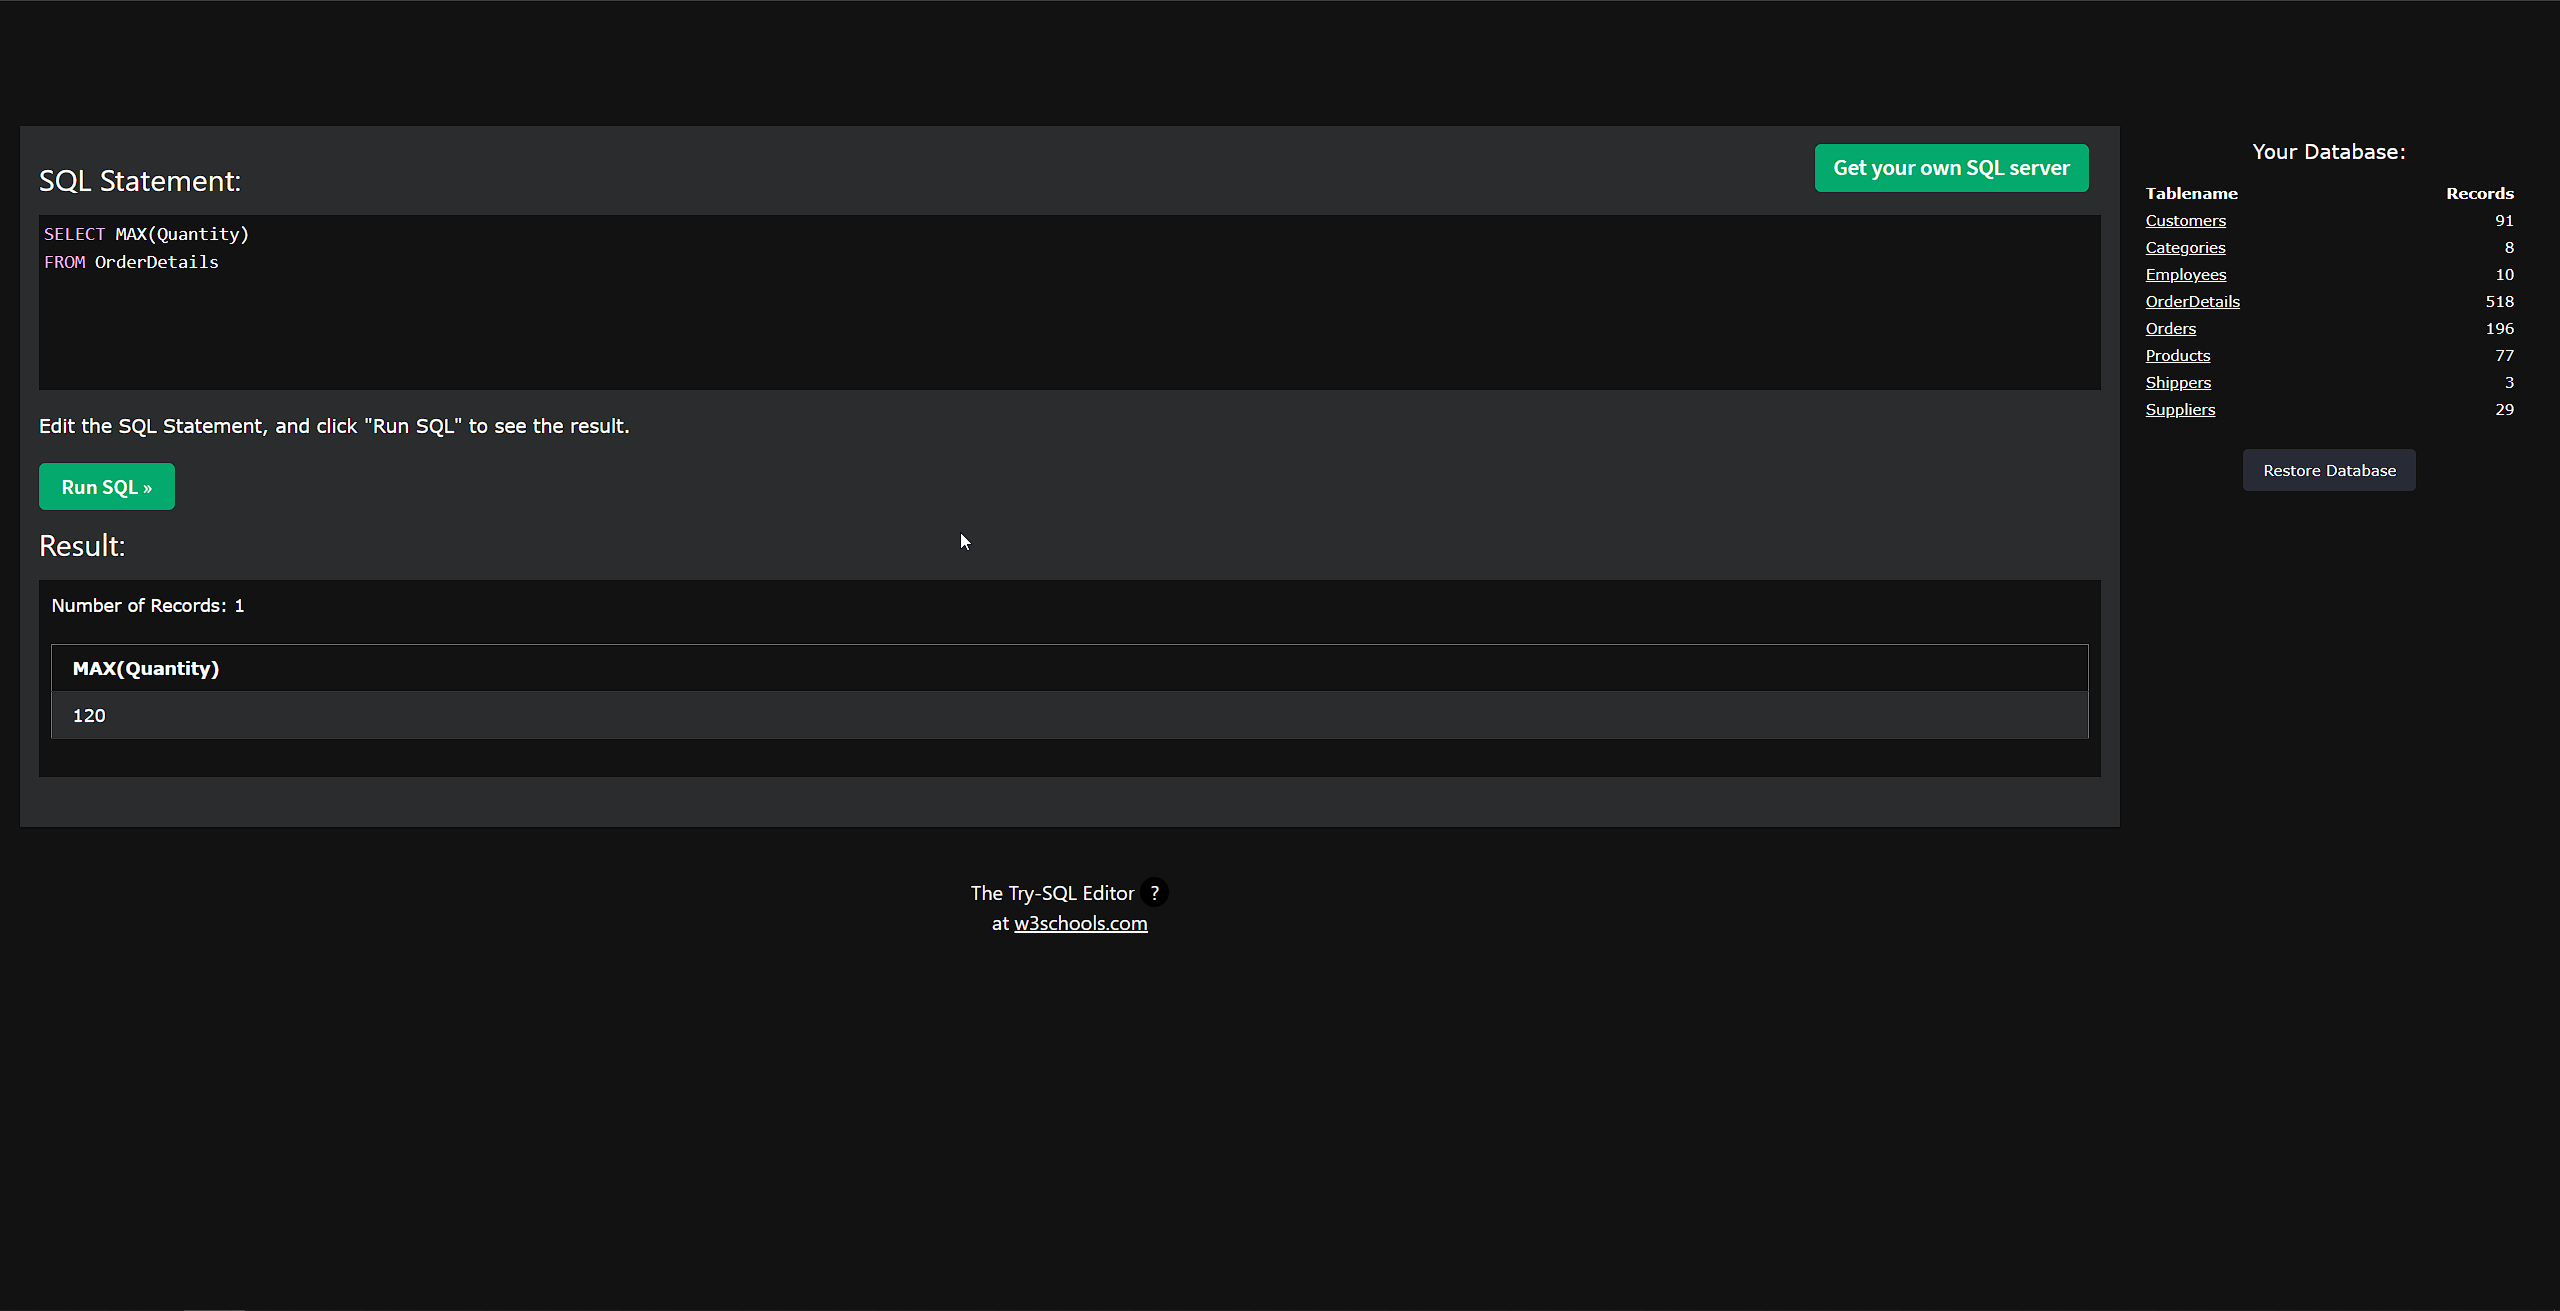 Get your own SQL server
SQL Statement:
SELECT MAX(Quantity)
FROM OrderDetails
Edit the SQL Statement, and click "Run SQL" to see the result.
Run SQL »
Result:
Number of Records: 1
MAX(Quantity)
120
Your Database:
Tablename Records
Customers 91
Categories 8
Employees 10
OrderDetails 518
Orders 196
Products 77
Shippers 3
Suppliers 29
Restore Database
The Try-SQL Editor ?
at w3schools.com